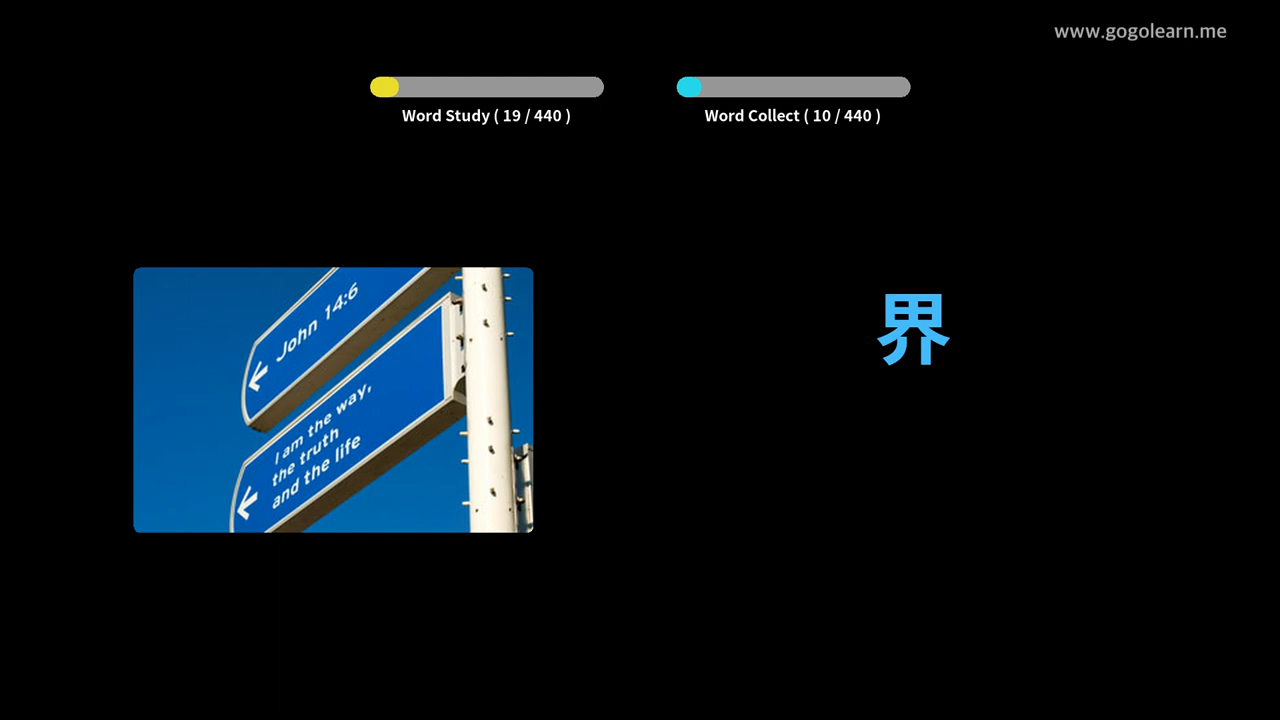 www.gogolearn.me
Word Study ( 19 / 440 )
Word Collect ( 10 / 440 )
John 14:6
I am the way,
the truth
and the life
界